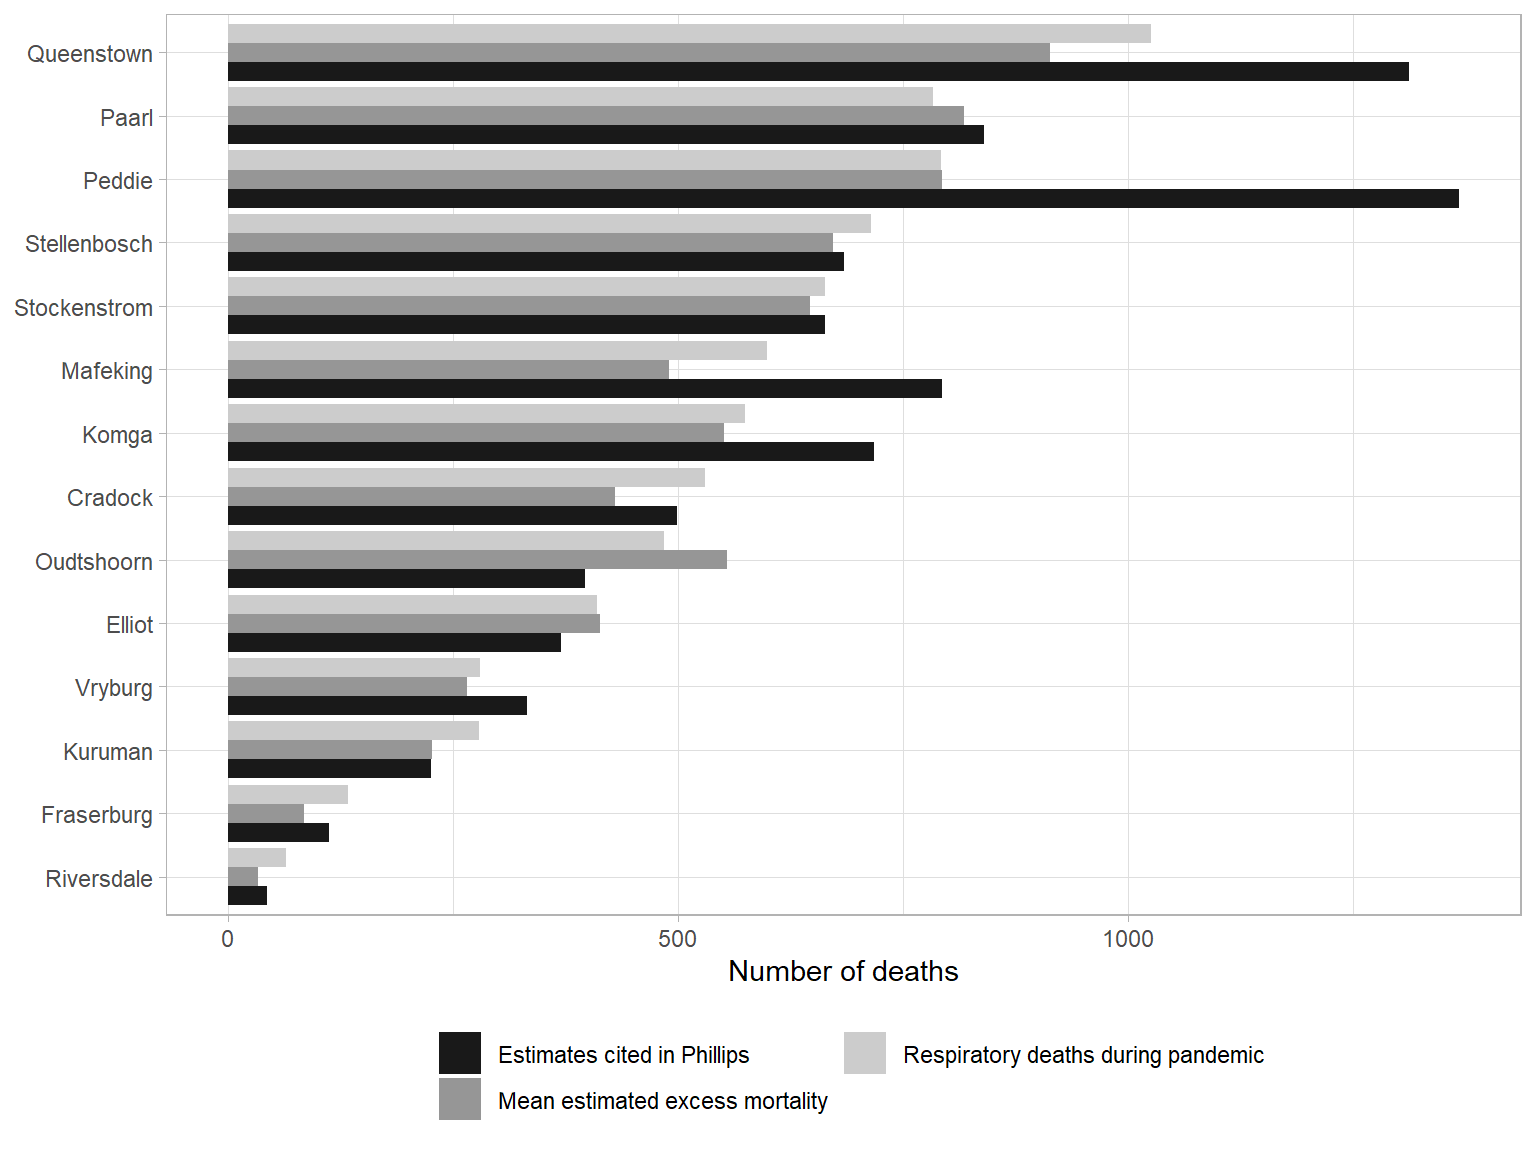 Queenstown
Paarl
Peddie
Stellenbosch
Stockenstrom
Mafeking
Komga
Cradock
Oudtshoorn
Elliot
Vryburg
Kuruman
Fraserburg
Riversdale
0 500 1000
Number of deaths
Estimates cited in Phillips Respiratory deaths during pandemic
Mean estimated excess mortality